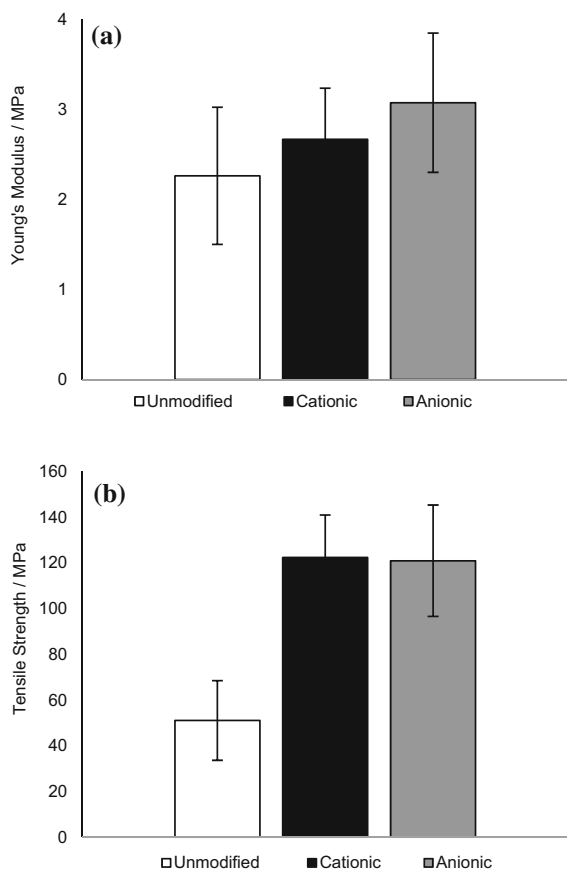 (a)
4
3
2
1
0
Young's Modulus / MPa
Unmodified Cationic Anionic
(b)
160
140
120
100
80
60
40
20
0
Tensile Strength / MPa
Unmodified Cationic Anionic